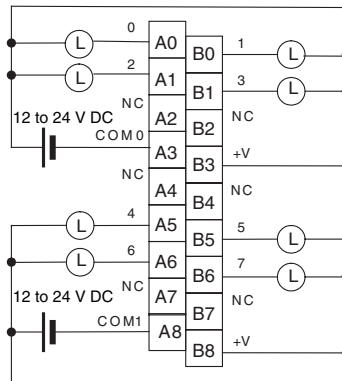 0 L A0 B0 1 L
2 L A1 B1 3 L
NC A2 B2 NC
12 to 24 V DC
COM0 A3 B3 +V
NC A4 B4 NC
4 L A5 B5 5 L
6 L A6 B6 7 L
NC A7 B7 NC
12 to 24 V DC
COM1 A8 B8 +V